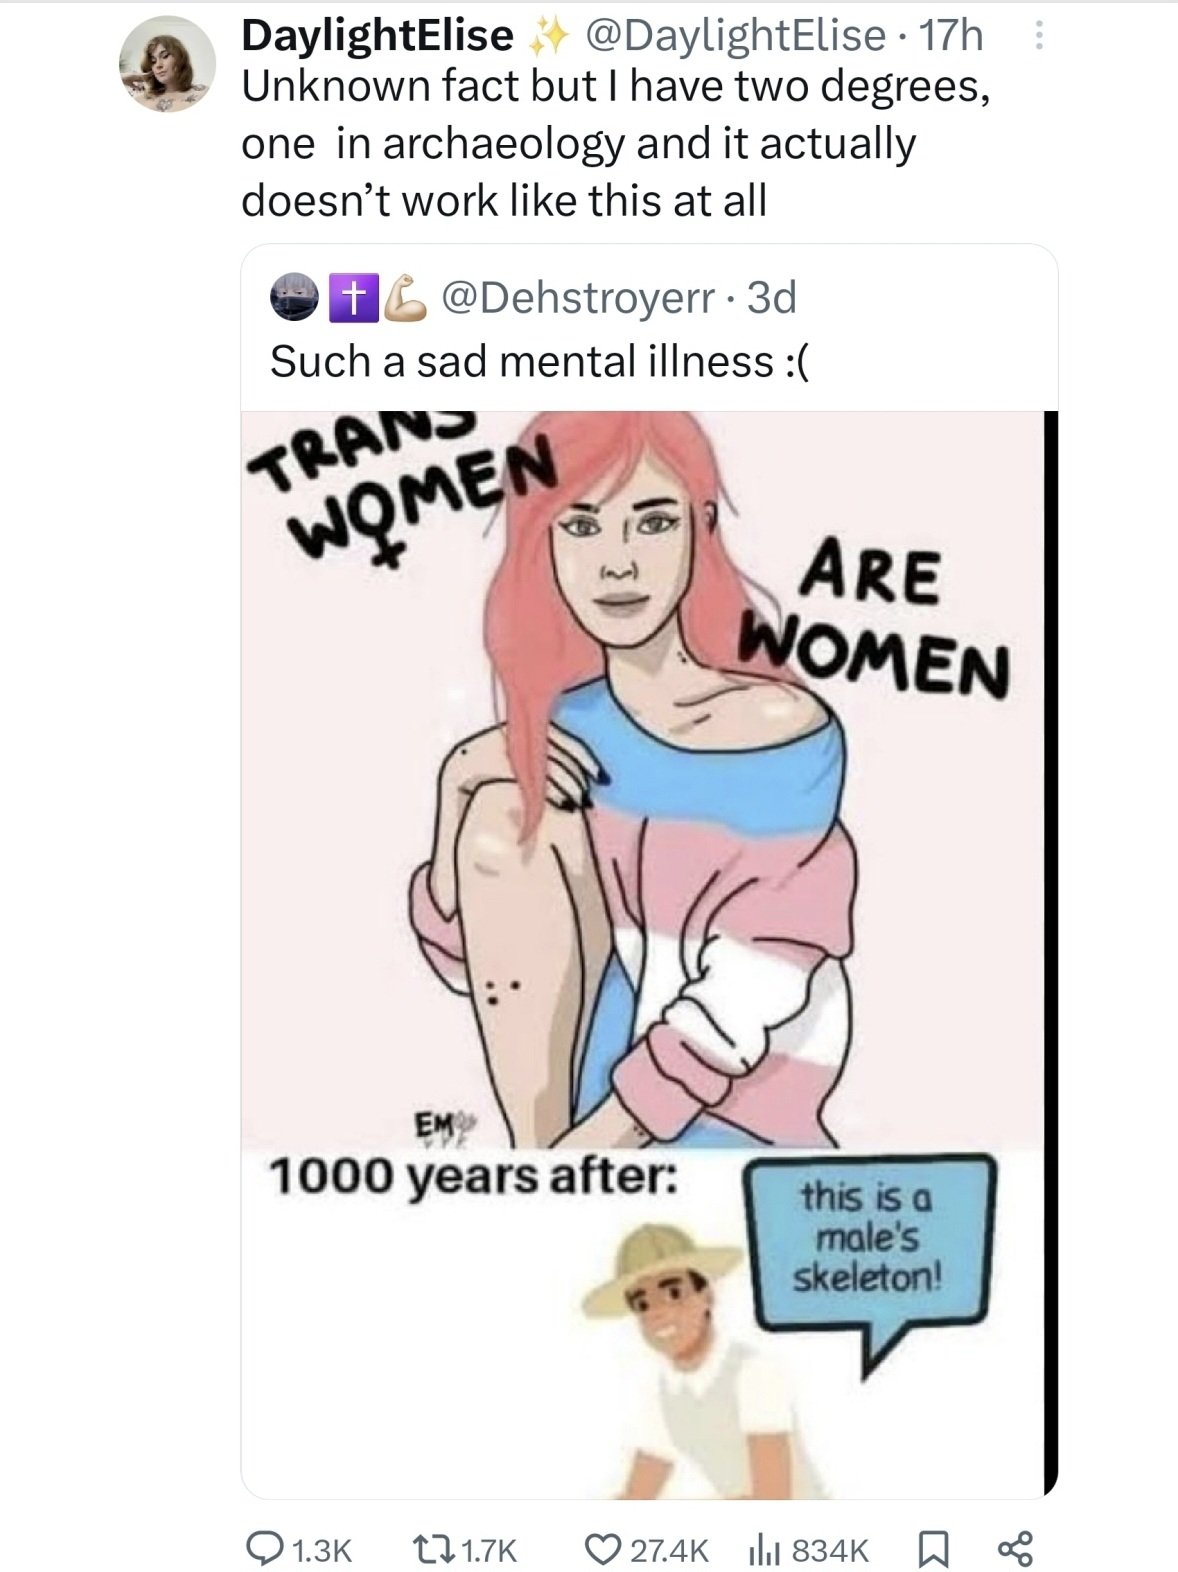 DaylightElise ✨ @DaylightElise · 17h
Unknown fact but I have two degrees,
one  in archaeology and it actually
doesn’t work like this at all
✝️💪🏼 @Dehstroyerr · 3d
Such a sad mental illness :(
TRANS
WOMEN
ARE
WOMEN
EM
1000 years after:
this is a
male's
skeleton!
1.3K 1.7K 27.4K 834K